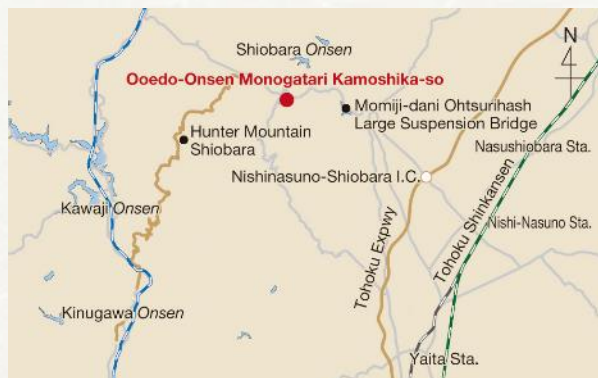 Shiobara Onsen
N
Ooedo-Onsen Monogatari Kamoshika-so
Momiji-dani Ohtsurihash
Large Suspension Bridge
Hunter Mountain
Shiobara
Nasushiobara Sta.
Nishinasuno-Shiobara I.C.
Kawaji Onsen
Nishi-Nasuno Sta.
Tohoku Expwy
Tohoku Shinkansen
Kinugawa Onsen
Yaita Sta.